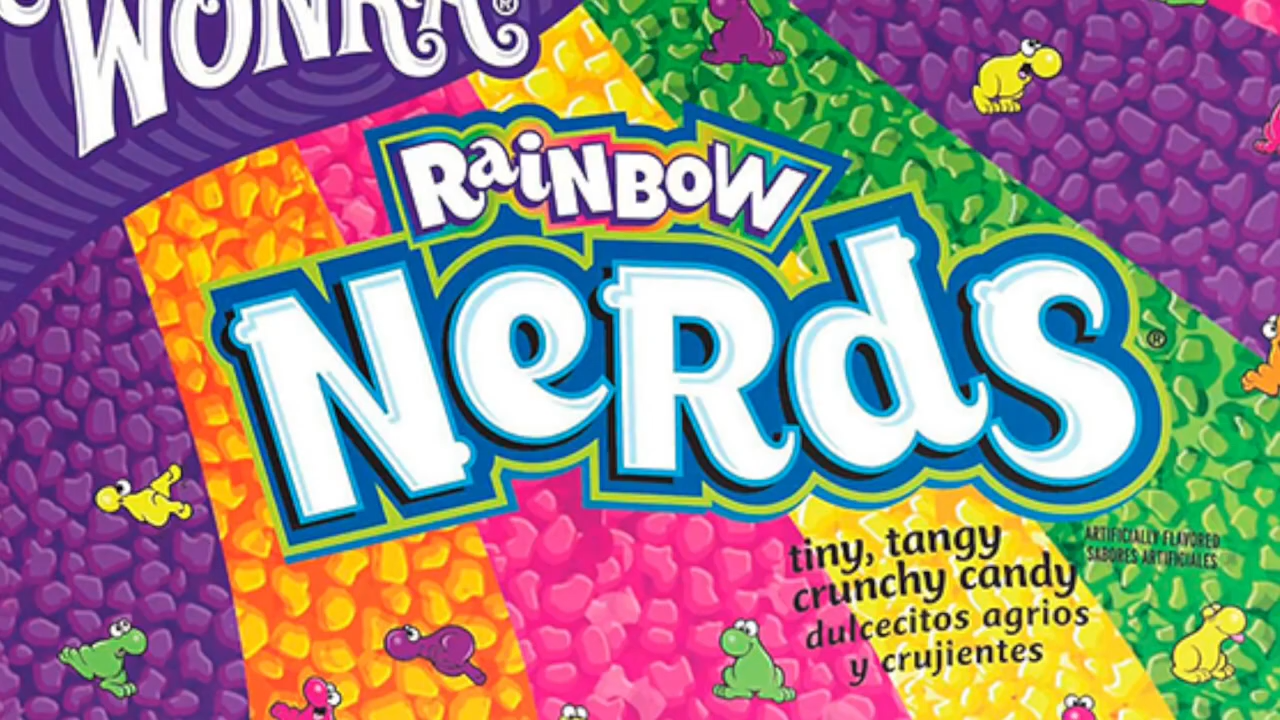 WONKA®
RaiNBOW
NeRdS®
tiny, tangy
crunchy candy
dulcecitos agrios
y crujientes
ARTIFICIALLY FLAVORED
SABORES ARTIFICIALES